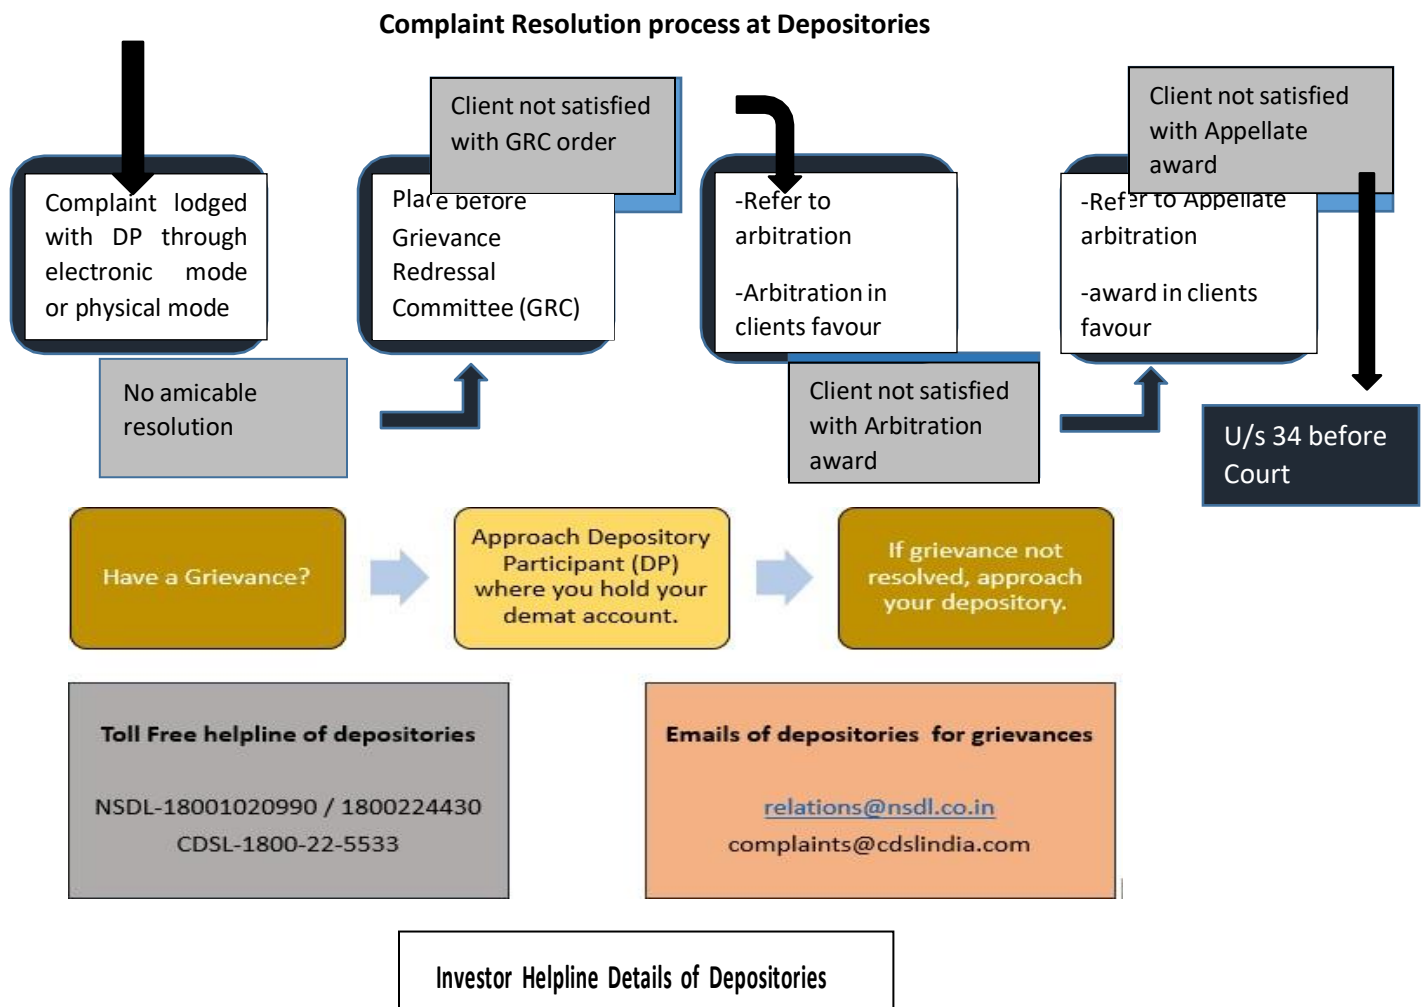 Complaint Resolution process at Depositories
Complaint lodged
with DP through
electronic mode
or physical mode
No amicable
resolution
Place before
Grievance
Redressal
Committee (GRC)
Client not satisfied
with GRC order
-Refer to
arbitration
-Arbitration in
clients favour
Client not satisfied
with Arbitration
award
-Refer to Appellate
arbitration
-award in clients
favour
Client not satisfied
with Appellate
award
U/s 34 before
Court
Have a Grievance?
Approach Depository
Participant (DP)
where you hold your
demat account.
If grievance not
resolved, approach
your depository.
Toll Free helpline of depositories
NSDL-18001020990 / 1800224430
CDSL-1800-22-5533
Emails of depositories for grievances
relations@nsdl.co.in
complaints@cdslindia.com
Investor Helpline Details of Depositories